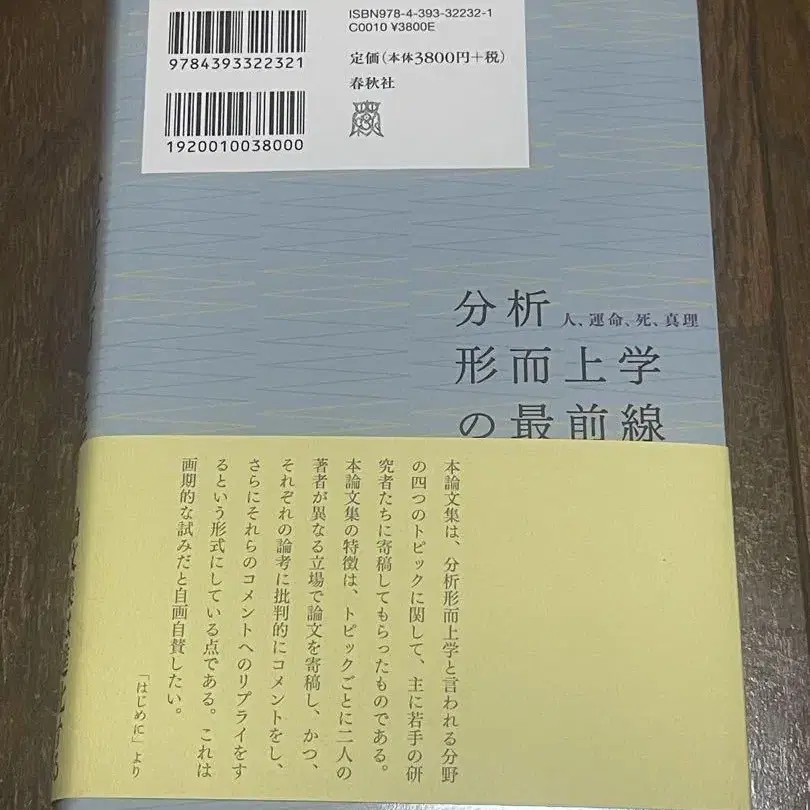 ISBN978-4-393-32232-1
C0010 ¥3800E
定価(本体3800円+税)
春秋社
9784393322321
1920010038000
分析
人、運命、死、真理
形而上学
の最前線
本論文集は、分析形而上学と言われる分野
の四つのトピックに関して、主に若手の研
究者たちに寄稿してもらったものである。
本論文集の特徴は、トピックごとに二人の
著者が異なる立場で論文を寄稿し、かつ、
それぞれの論考に批判的にコメントをし、
さらにそれらのコメントへのリプライをす
るという形式にしている点である。これは
画期的な試みだと自画自賛したい。
「はじめに」より